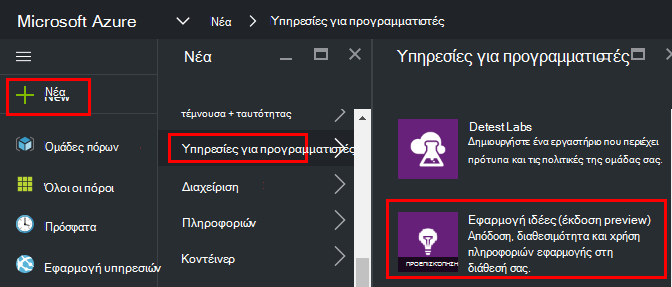 Microsoft Azure
Νέα
Υπηρεσίες για προγραμματιστές
Νέα
New
Ομάδες πόρων
Όλοι οι πόροι
Πρόσφατα
Εφαρμογή υπηρεσιών
Νέα
τέμνουσα + ταυτότητας
Υπηρεσίες για προγραμματιστές
Διαχείριση
Πληροφοριών
Κοντέινερ
Υπηρεσίες για προγραμματιστές
Detest Labs
Δημιουργήστε ένα εργαστήριο που περιέχει
πρότυπα και τις πολιτικές της ομάδας σας.
Εφαρμογή ιδέες (έκδοση preview)
Απόδοση, διαθεσιμότητα και χρήση
πληροφοριών εφαρμογής στη
διάθεσή σας.
ΠΡΟΕΠΙΣΚΟΠΗΣΗ